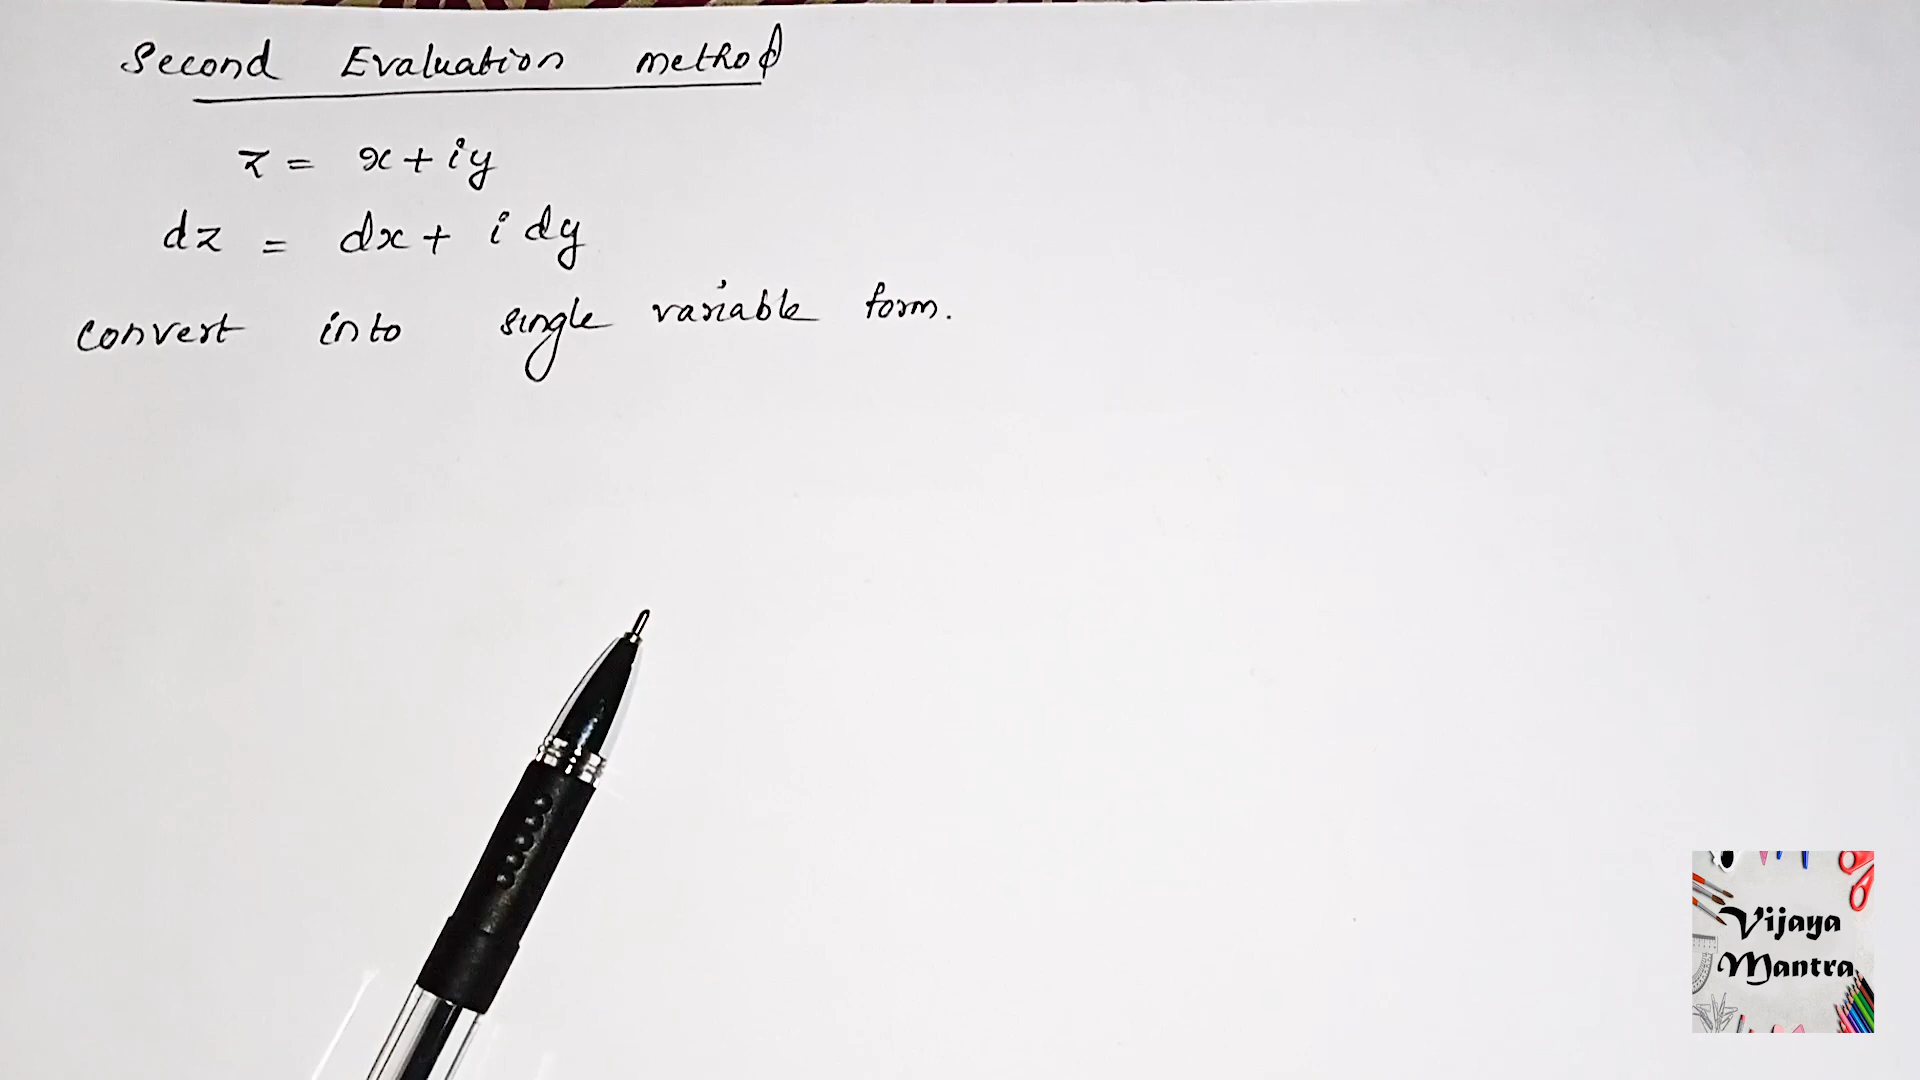 Second Evaluation method
z = x + iy
dz = dx + i dy
convert into single variable form.
Vijaya
Mantra